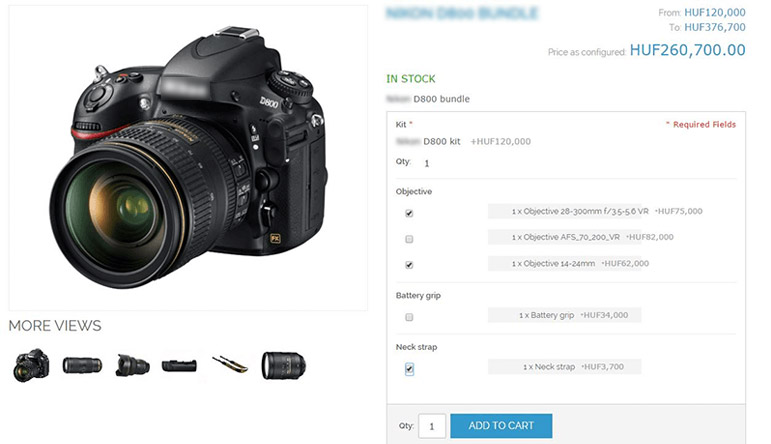 D800
FX
MORE VIEWS
From: HUF120,000
To: HUF376,700
Price as configured: HUF260,700.00
IN STOCK
D800 bundle
Kit *
* Required Fields
D800 kit +HUF120,000
Qty: 1
Objective
1 x Objective 28-300mm f/3.5-5.6 VR +HUF75,000
1 x Objective AFS_70_200_VR +HUF82,000
1 x Objective 14-24mm +HUF62,000
Battery grip
1 x Battery grip +HUF34,000
Neck strap
1 x Neck strap +HUF3,700
Qty: 1 ADD TO CART